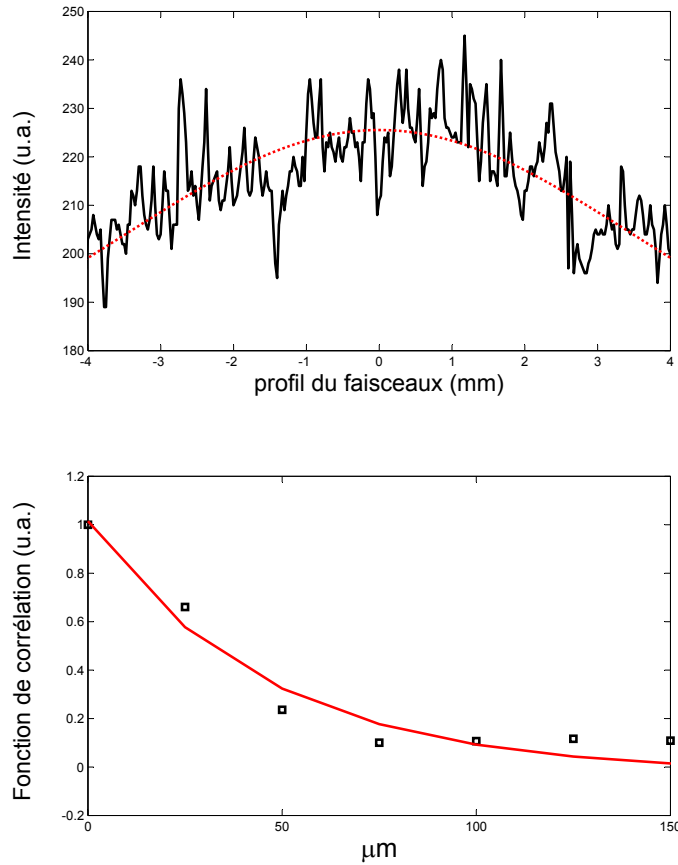 250
240
230
220
210
200
190
180
Intensité (u.a.)
-4 -3 -2 -1 0 1 2 3 4
profil du faisceaux (mm)
1.2
1
0.8
0.6
0.4
0.2
0
-0.2
Fonction de corrélation (u.a.)
0 50 100 150
μm